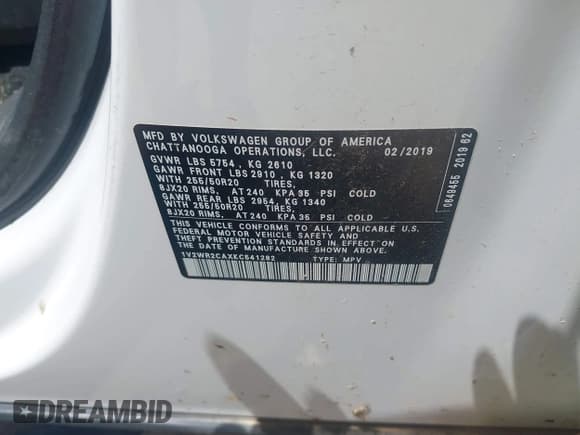 MFD BY VOLKSWAGEN GROUP OF AMERICA
CHATTANOOGA OPERATIONS, LLC. 02/2019
GVWR LBS 5754 , KG 2610
GAWR FRONT LBS 2910 , KG 1320
WITH 255/50R20 TIRES,
8JX20 RIMS, AT 240 KPA 35 PSI COLD
GAWR REAR LBS 2954, KG 1340
WITH 255/50R20 TIRES,
8JX20 RIMS, AT 240 KPA 35 PSI COLD
THIS VEHICLE CONFORMS TO ALL APPLICABLE U.S.
FEDERAL MOTOR VEHICLE SAFETY AND
THEFT PREVENTION STANDARDS IN EFFECT ON
THE DATE OF MANUFACTURE SHOWN ABOVE.
1V2WR2CAXKC541282 TYPE: MPV
0649455 2019 62
DREAMBID